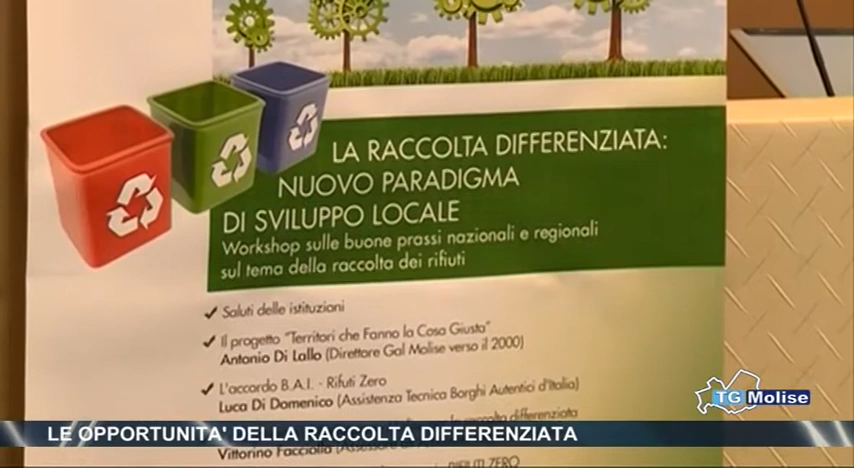 LA RACCOLTA DIFFERENZIATA:
NUOVO PARADIGMA
DI SVILUPPO LOCALE
Workshop sulle buone prassi nazionali e regionali
sul tema della raccolta dei rifiuti
Saluti delle istituzioni
Il progetto "Territori che Fanno la Cosa Giusta"
Antonio Di Lallo (Direttore Gal Molise verso il 2000)
L'accordo B.A.I. - Rifiuti Zero
Luca Di Domenico (Assistenza Tecnica Borghi Autentici d'Italia)
raccolta differenziata
TG Molise
LE OPPORTUNITA' DELLA RACCOLTA DIFFERENZIATA
Vittorino Facciolla
RIFIUTI ZERO